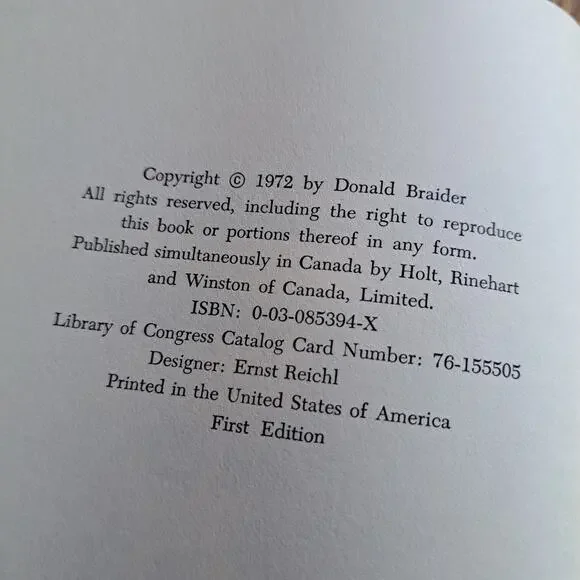 Copyright © 1972 by Donald Braider
All rights reserved, including the right to reproduce
this book or portions thereof in any form.
Published simultaneously in Canada by Holt, Rinehart
and Winston of Canada, Limited.
ISBN: 0-03-085394-X
Library of Congress Catalog Card Number: 76-155505
Designer: Ernst Reichl
Printed in the United States of America
First Edition